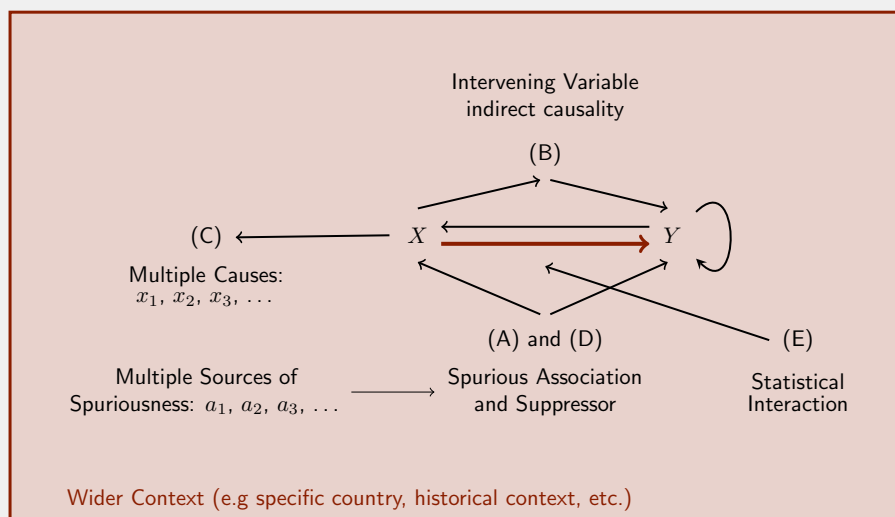 Intervening Variable
indirect causality
(B)
(C)
X
Y
Multiple Causes:
x₁, x₂, x₃, …
(A) and (D)
(E)
Multiple Sources of
Spuriousness: a₁, a₂, a₃, …
Spurious Association
and Suppressor
Statistical
Interaction
Wider Context (e.g specific country, historical context, etc.)